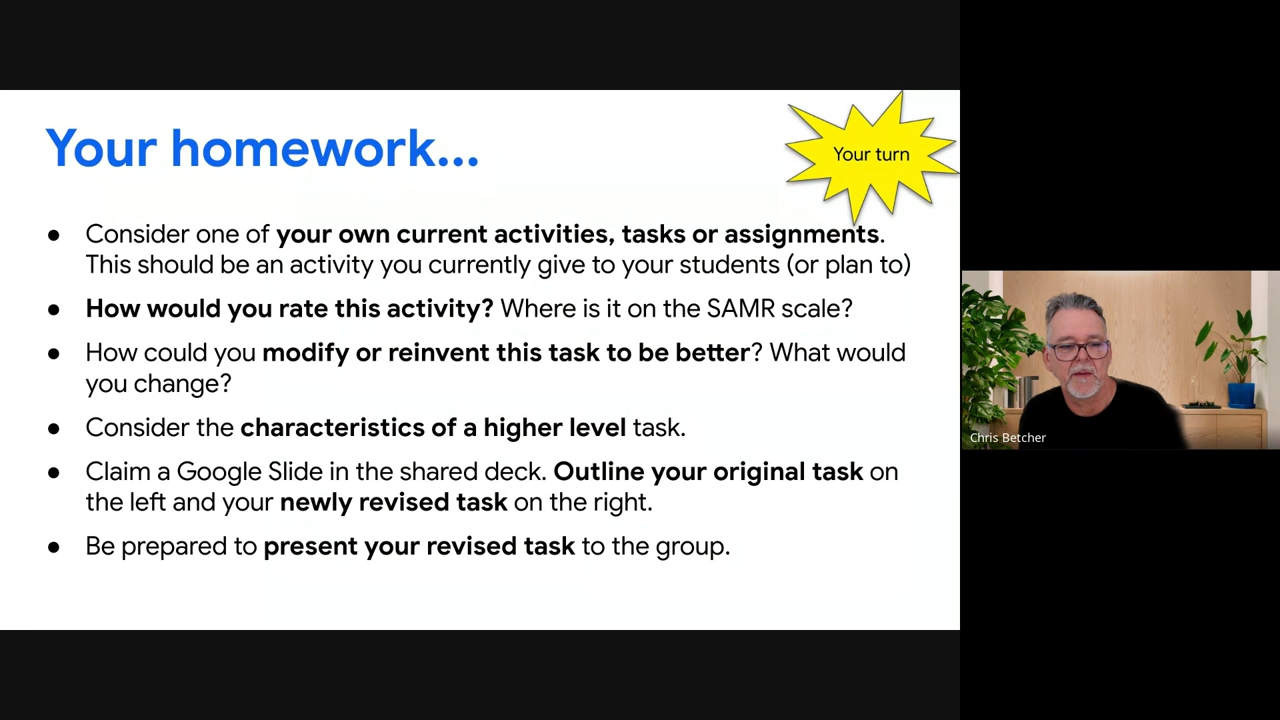 Your homework...
Your turn
● Consider one of your own current activities, tasks or assignments.
This should be an activity you currently give to your students (or plan to)
● How would you rate this activity? Where is it on the SAMR scale?
● How could you modify or reinvent this task to be better? What would
you change?
● Consider the characteristics of a higher level task.
● Claim a Google Slide in the shared deck. Outline your original task on
the left and your newly revised task on the right.
● Be prepared to present your revised task to the group.
Chris Betcher